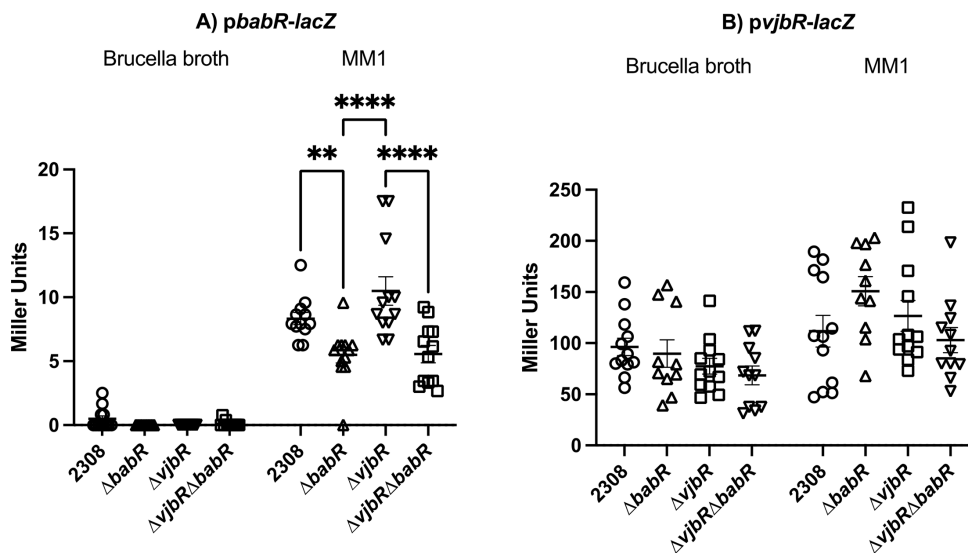 A) pbabR-lacZ
Brucella broth MM1
****
** ****
Miller Units
20
15
10
5
0
2308 ΔbabR ΔvjbR ΔvjbRΔbabR 2308 ΔbabR ΔvjbR ΔvjbRΔbabR
B) pvjbR-lacZ
Brucella broth MM1
Miller Units
250
200
150
100
50
0
2308 ΔbabR ΔvjbR ΔvjbRΔbabR 2308 ΔbabR ΔvjbR ΔvjbRΔbabR